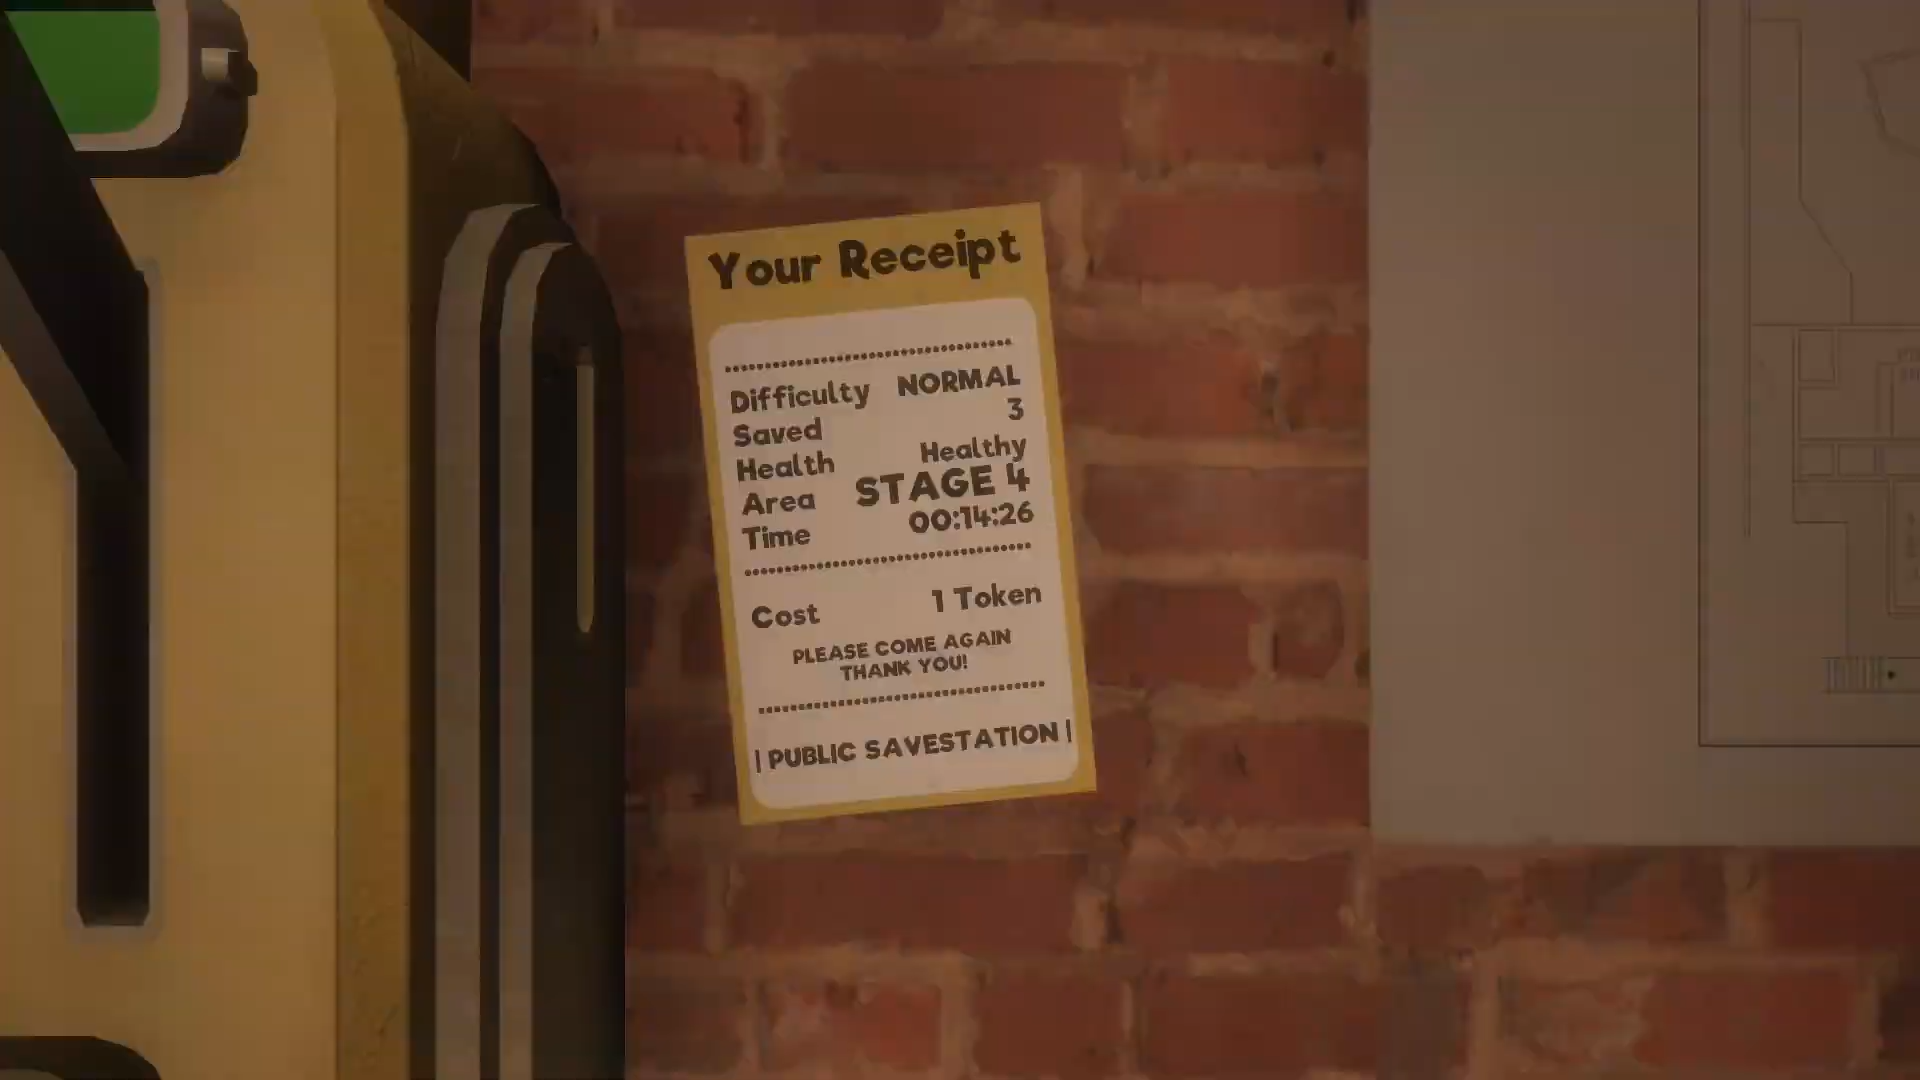 Your Receipt
Difficulty NORMAL
Saved 3
Health Healthy
Area STAGE 4
Time 00:14:26
Cost 1 Token
PLEASE COME AGAIN
THANK YOU!
| PUBLIC SAVESTATION |